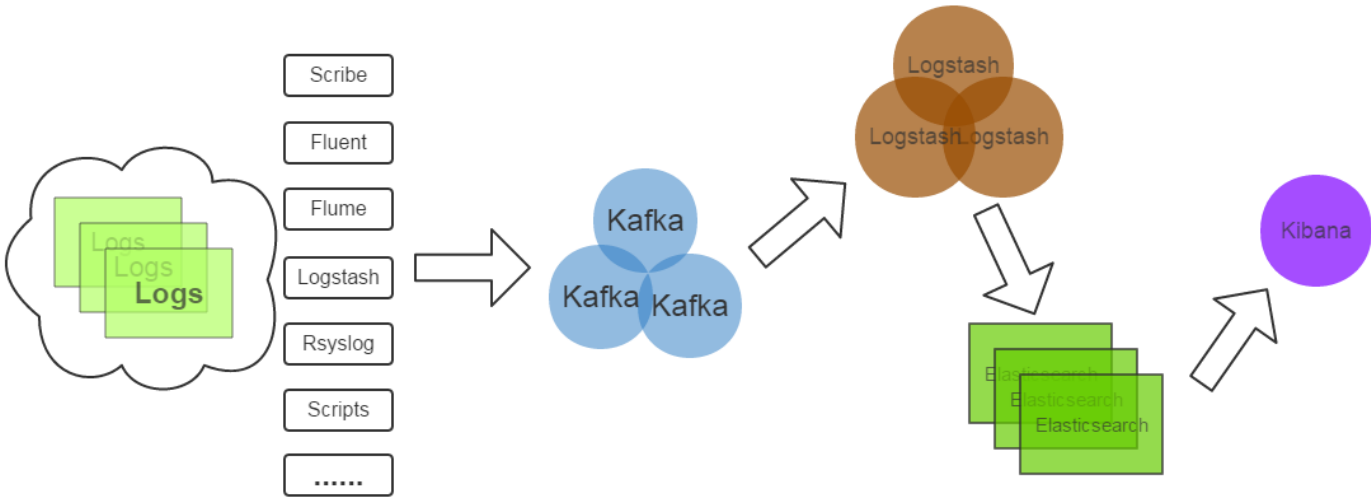 Logs
Logs
Logs
Scribe
Fluent
Flume
Logstash
Rsyslog
Scripts
......
Kafka
Kafka
Kafka
Logstash
Logstash
Logstash
Elasticsearch
Elasticsearch
Elasticsearch
Kibana